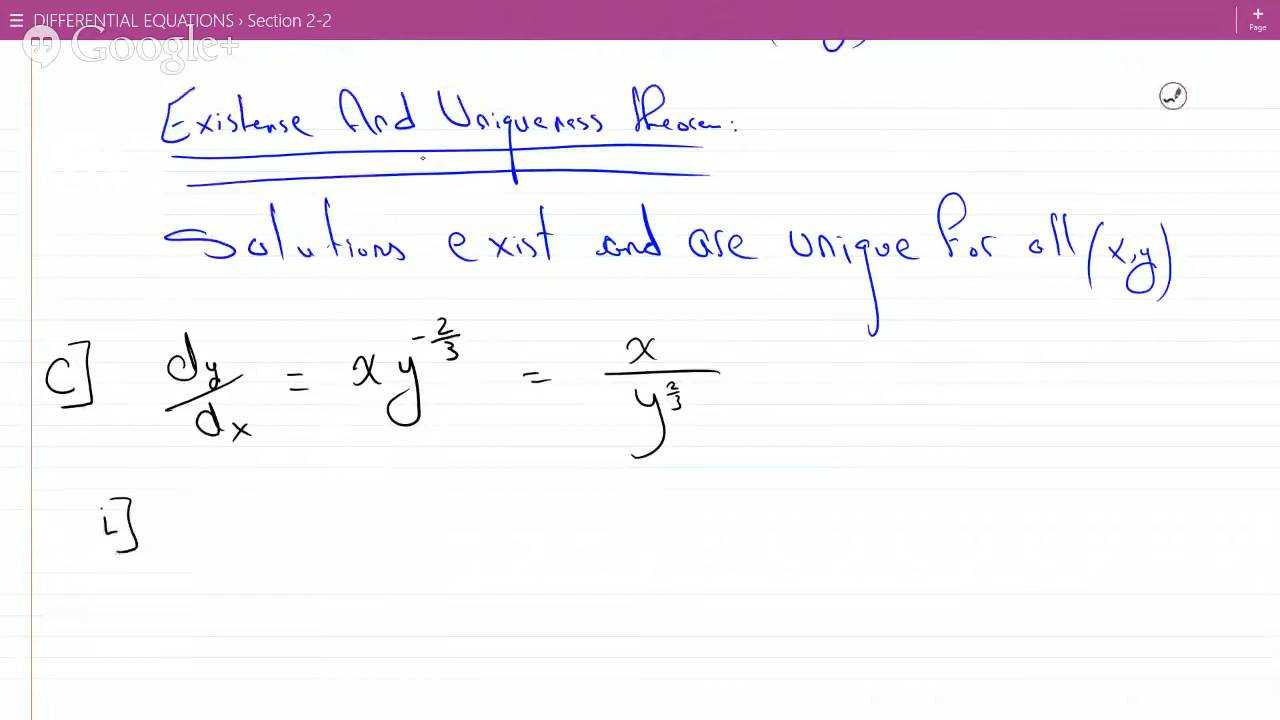 ☰ DIFFERENTIAL EQUATIONS › Section 2-2
+
Page
Google+
Existense And Uniqueness theorem:
Solutions exist and are unique for all (x,y)
C] dy/dx = xy^{-2/3} = x/y^{2/3}
i]